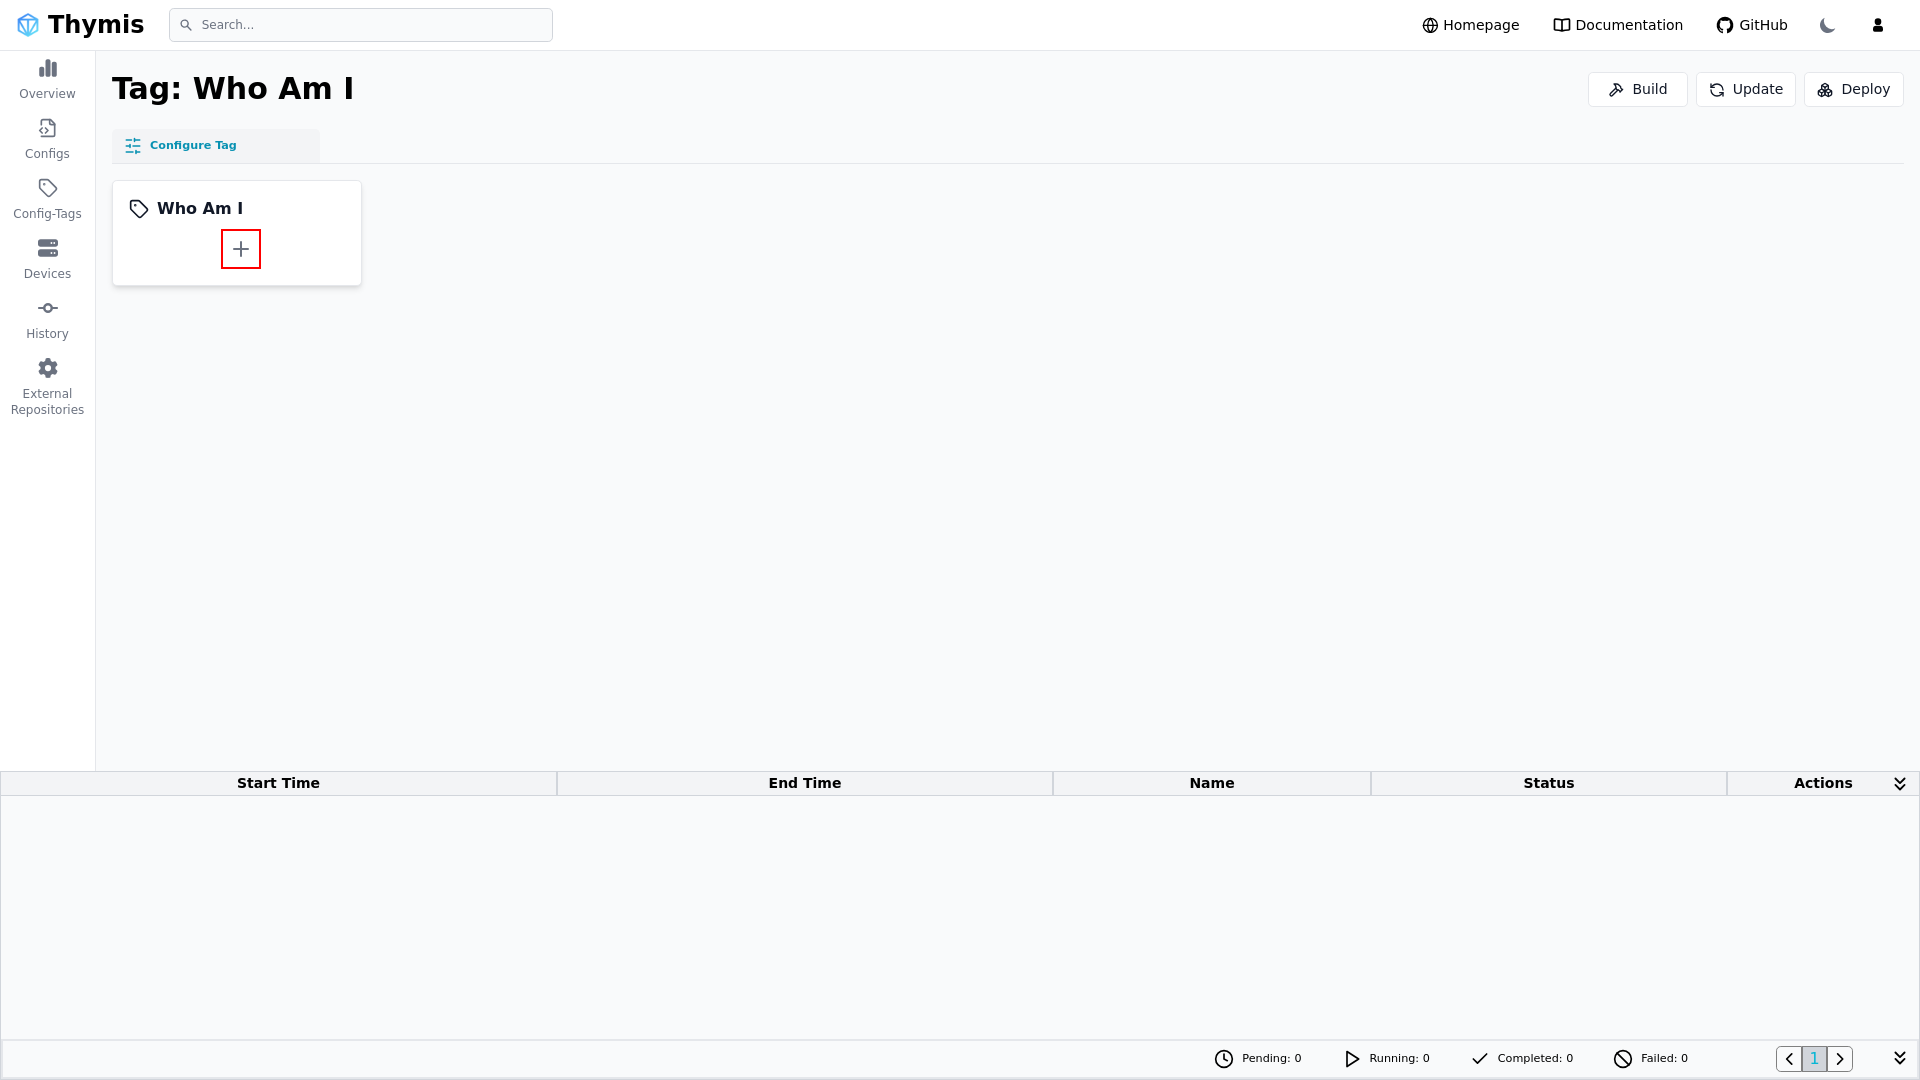 Thymis
Search...
Homepage
Documentation
GitHub
Overview
Configs
Config-Tags
Devices
History
External
Repositories
Tag: Who Am I
Build
Update
Deploy
Configure Tag
Who Am I
Start Time
End Time
Name
Status
Actions
Pending: 0
Running: 0
Completed: 0
Failed: 0
1